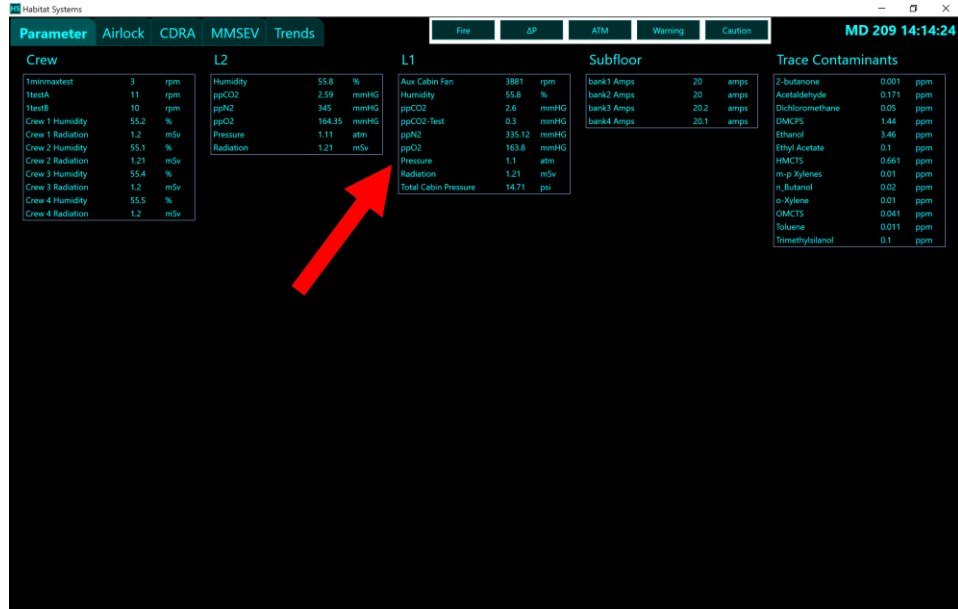 HS Habitat Systems
Parameter Airlock CDRA MMSEV Trends Fire ΔP ATM Warning Caution MD 209 14:14:24
Crew
1minmaxtest 3 rpm
1testA 11 rpm
1testB 10 rpm
Crew 1 Humidity 55.2 %
Crew 1 Radiation 1.2 mSv
Crew 2 Humidity 55.1 %
Crew 2 Radiation 1.21 mSv
Crew 3 Humidity 55.4 %
Crew 3 Radiation 1.2 mSv
Crew 4 Humidity 55.5 %
Crew 4 Radiation 1.2 mSv
L2
Humidity 55.8 %
ppCO2 2.59 mmHG
ppN2 345 mmHG
ppO2 164.35 mmHG
Pressure 1.11 atm
Radiation 1.21 mSv
L1
Aux Cabin Fan 3881 rpm
Humidity 55.8 %
ppCO2 2.6 mmHG
ppCO2-Test 0.3 mmHG
ppN2 335.12 mmHG
ppO2 163.8 mmHG
Pressure 1.1 atm
Radiation 1.21 mSv
Total Cabin Pressure 14.71 psi
Subfloor
bank1 Amps 20 amps
bank2 Amps 20 amps
bank3 Amps 20.2 amps
bank4 Amps 20.1 amps
Trace Contaminants
2-butanone 0.001 ppm
Acetaldehyde 0.171 ppm
Dichloromethane 0.05 ppm
DMCPS 1.44 ppm
Ethanol 3.46 ppm
Ethyl Acetate 0.1 ppm
HMCTS 0.661 ppm
m-p Xylenes 0.01 ppm
n_Butanol 0.02 ppm
o-Xylene 0.01 ppm
OMCTS 0.041 ppm
Toluene 0.011 ppm
Trimethylsilanol 0.1 ppm